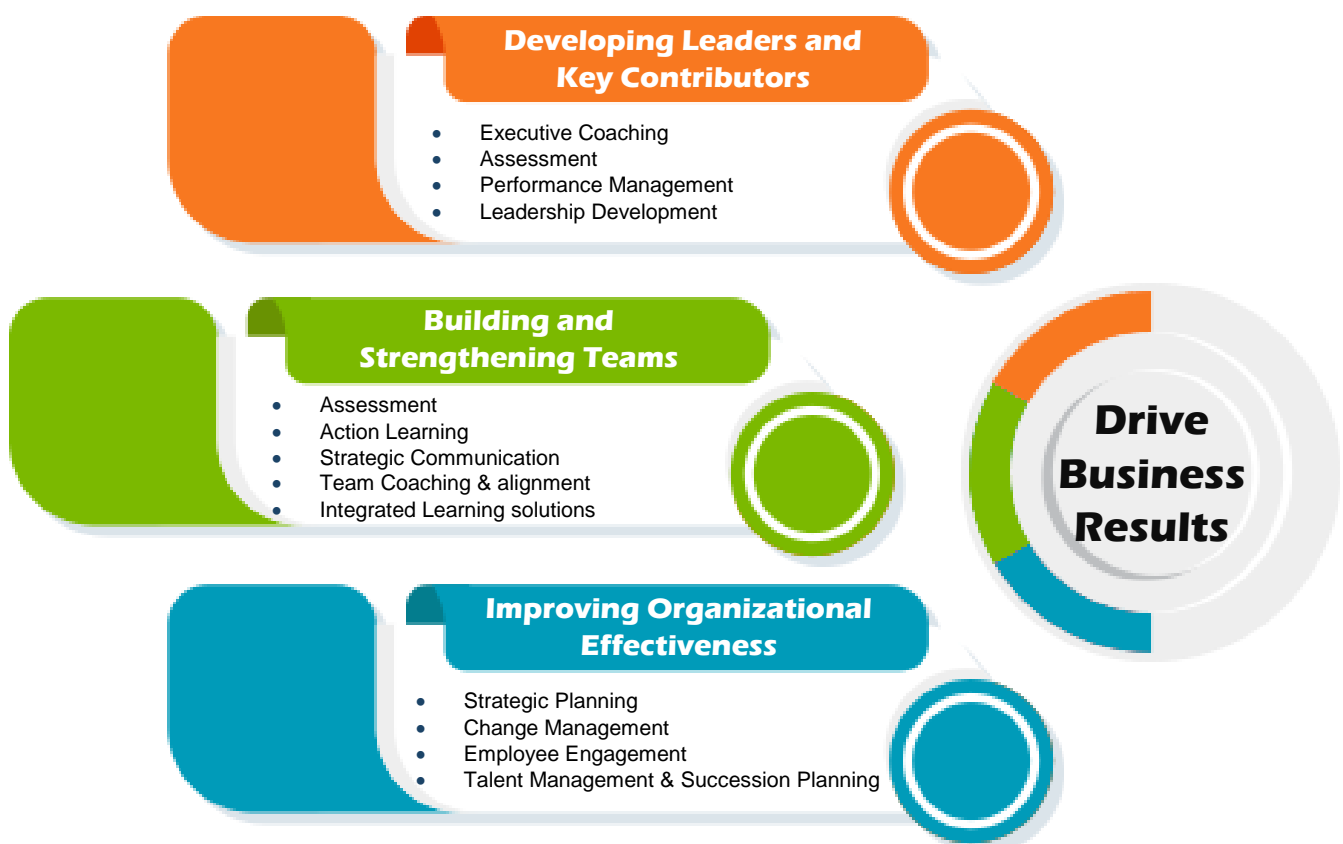 Developing Leaders and
Key Contributors
• Executive Coaching
• Assessment
• Performance Management
• Leadership Development
Building and
Strengthening Teams
• Assessment
• Action Learning
• Strategic Communication
• Team Coaching & alignment
• Integrated Learning solutions
Drive
Business
Results
Improving Organizational
Effectiveness
• Strategic Planning
• Change Management
• Employee Engagement
• Talent Management & Succession Planning